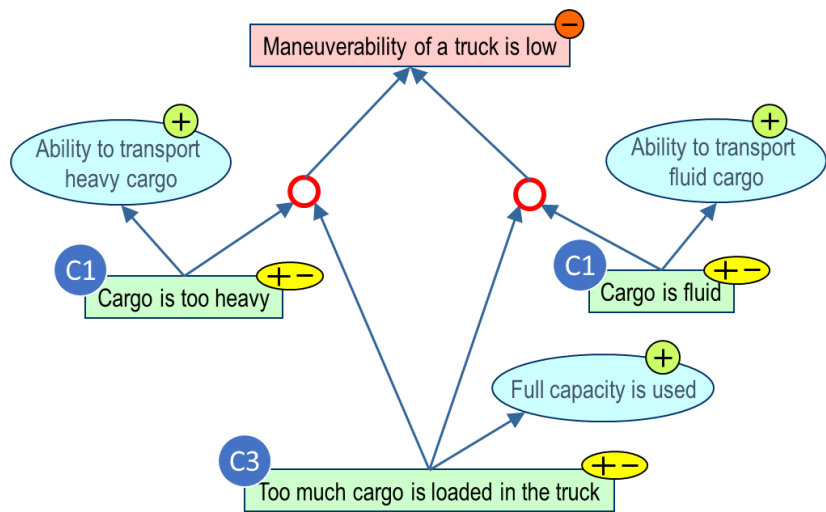 Maneuverability of a truck is low
−
+
Ability to transport
heavy cargo
+
Ability to transport
fluid cargo
C1
+ −
Cargo is too heavy
C1
+ −
Cargo is fluid
+
Full capacity is used
C3
+ −
Too much cargo is loaded in the truck